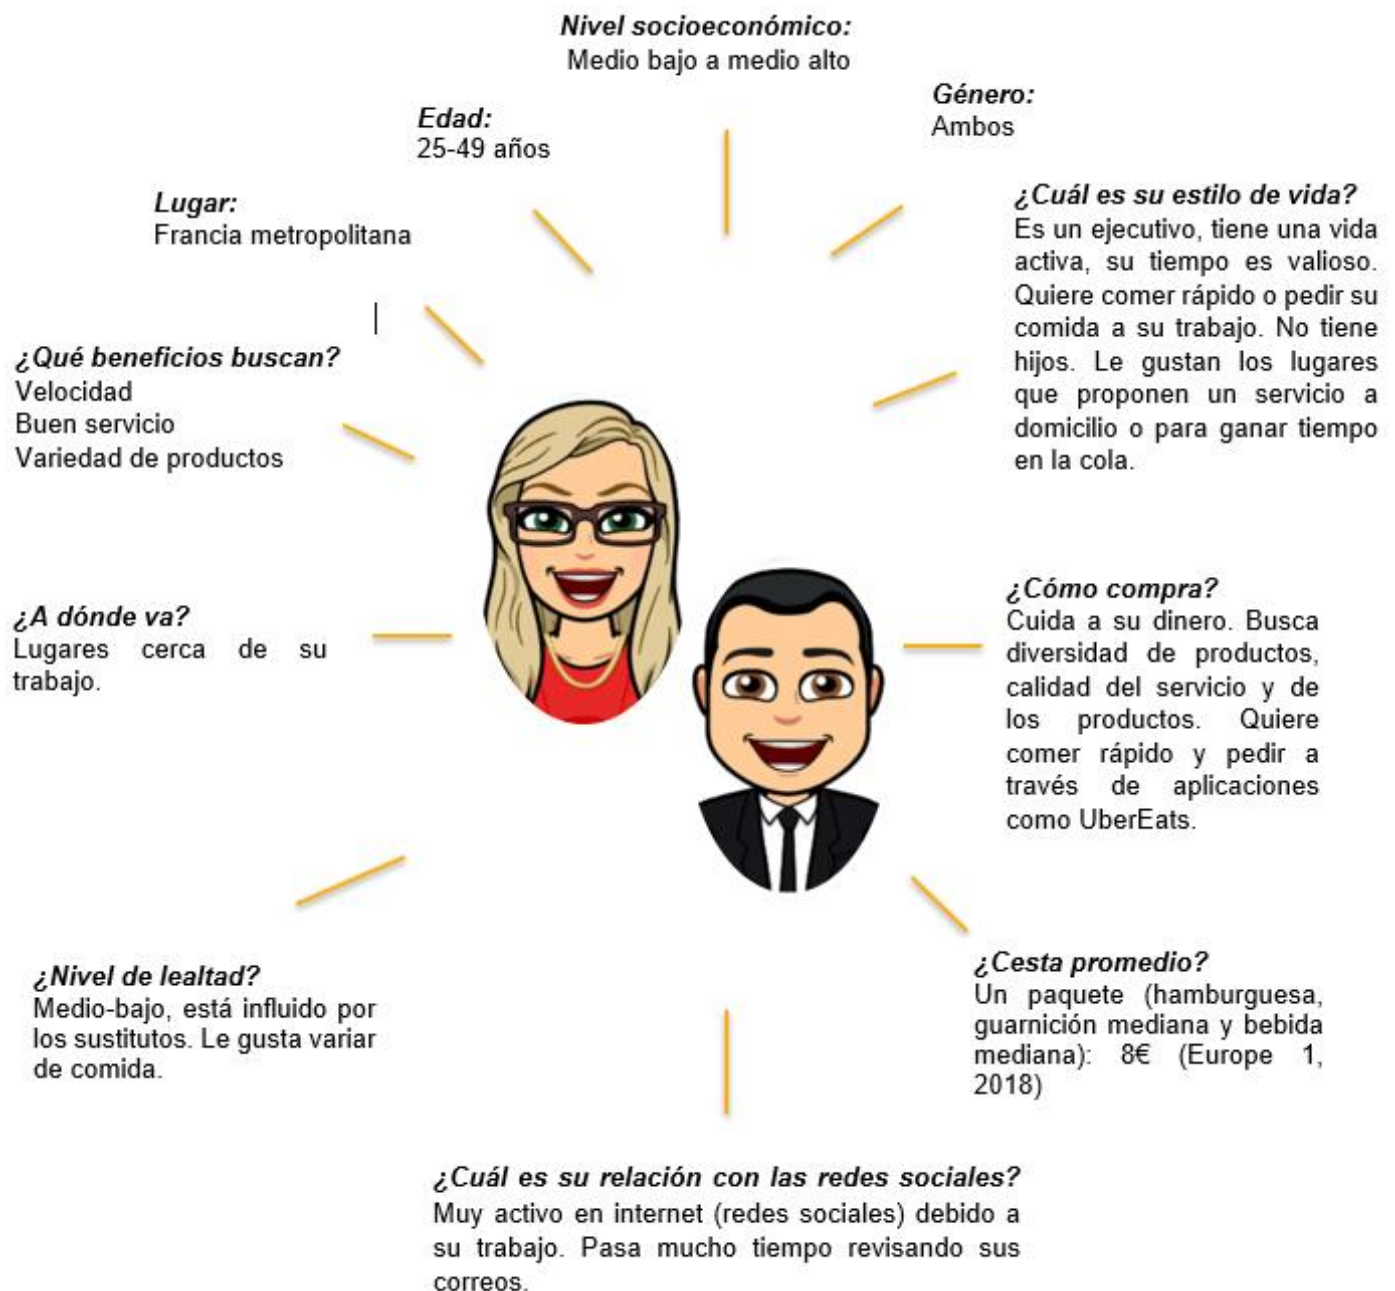 Nivel socioeconómico:
Medio bajo a medio alto
Género:
Ambos
Edad:
25-49 años
¿Cuál es su estilo de vida?
Es un ejecutivo, tiene una vida
activa, su tiempo es valioso.
Quiere comer rápido o pedir su
comida a su trabajo. No tiene
hijos. Le gustan los lugares
que proponen un servicio a
domicilio o para ganar tiempo
en la cola.
Lugar:
Francia metropolitana
¿Qué beneficios buscan?
Velocidad
Buen servicio
Variedad de productos
¿Cómo compra?
Cuida a su dinero. Busca
diversidad de productos,
calidad del servicio y de
los productos. Quiere
comer rápido y pedir a
través de aplicaciones
como UberEats.
¿A dónde va?
Lugares cerca de su
trabajo.
¿Cesta promedio?
Un paquete (hamburguesa,
guarnición mediana y bebida
mediana): 8€ (Europe 1,
2018)
¿Nivel de lealtad?
Medio-bajo, está influido por
los sustitutos. Le gusta variar
de comida.
¿Cuál es su relación con las redes sociales?
Muy activo en internet (redes sociales) debido a
su trabajo. Pasa mucho tiempo revisando sus
correos.